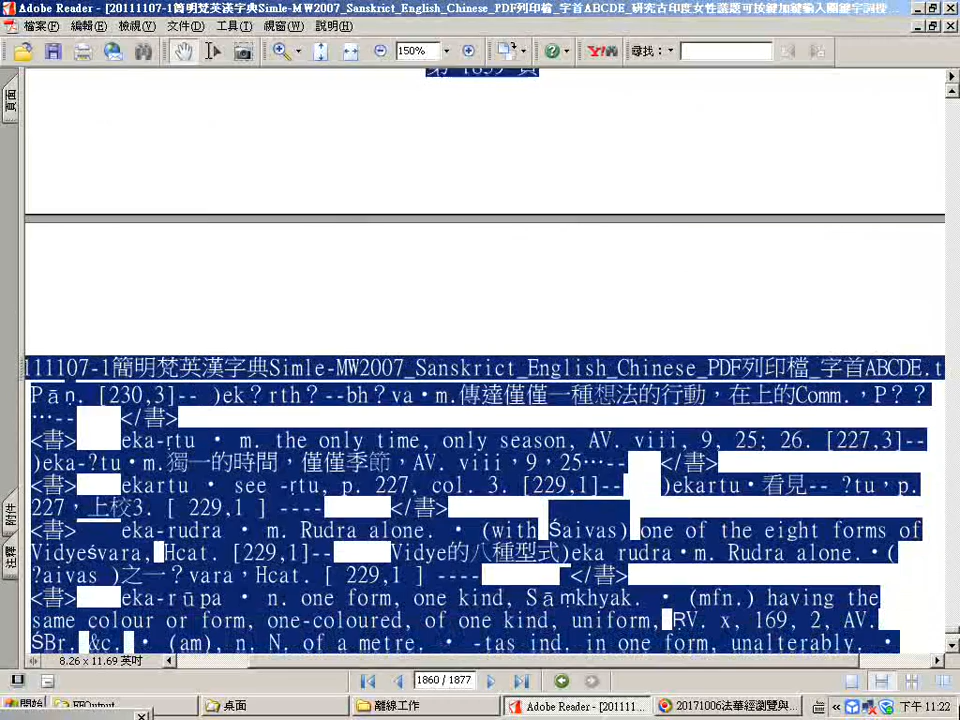 Adobe Reader - [20111107-1簡明梵英漢字典Simle-MW2007_Sanskrict_English_Chinese_PDF列印檔_字首ABCDE_研究古印度女性議題可按鍵加鍵輸入關鍵字詞搜
檔案(F) 編輯(E) 檢視(V) 文件(D) 工具(T) 視窗(W) 說明(H)
150% Y! 尋找:
頁面
第 1859 頁
111107-1簡明梵英漢字典Simle-MW2007_Sanskrict_English_Chinese_PDF列印檔_字首ABCDE.t
Pāṇ. [230,3]-- )ek？rth？--bh？va•m.傳達僅僅一種想法的行動，在上的Comm.，P？？
…-- </書>
<書> eka-ṛtu • m. the only time, only season, AV. viii, 9, 25; 26. [227,3]--
)eka-?tu•m.獨一的時間，僅僅季節，AV. viii，9，25…-- </書>
<書> ekartu • see -ṛtu, p. 227, col. 3. [229,1]-- )ekartu•看見-- ?tu，p.
227，上校3. [ 229,1 ] ---- </書>
<書> eka-rudra • m. Rudra alone. • (with Śaivas) one of the eight forms of
Vidyeśvara, Hcat. [229,1]-- Vidye的八種型式)eka rudra•m. Rudra alone.•(
?aivas )之一？vara，Hcat. [ 229,1 ] ---- </書>
<書> eka-rūpa • n. one form, one kind, Sāṃkhyak. • (mfn.) having the
same colour or form, one-coloured, of one kind, uniform, ṚV. x, 169, 2, AV.
ŚBr. &c. • (am), n. N. of a metre. • -tas ind. in one form, unalterably. •
附件
註釋
8.26 x 11.69 英吋
1860 / 1877
開始 EEOutput 桌面 離線工作 Adobe Reader - [20111... 20171006法華經瀏覽與... 下午 11:22